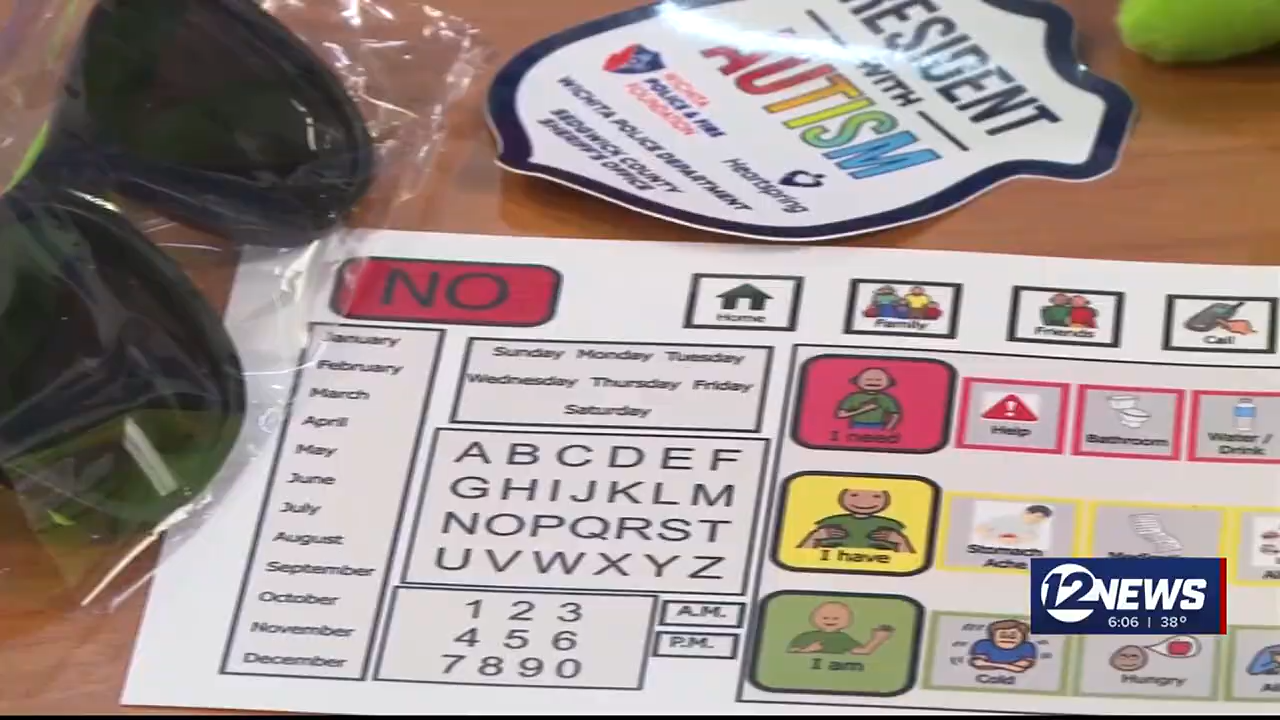 RESIDENT
WITH
AUTISM
WICHITA
POLICE & FIRE
FOUNDATION
Heartspring
WICHITA POLICE DEPARTMENT
SEDGWICK COUNTY
SHERIFF'S OFFICE
NO
Home
Family
Friends
Call
January
February
March
April
May
June
July
August
September
October
November
December
Sunday Monday Tuesday
Wednesday Thursday Friday
Saturday
A B C D E F
G H I J K L M
N O P Q R S T
U V W X Y Z
1 2 3
4 5 6
7 8 9 0
A.M.
P.M.
I need
Help
Bathroom
Water /
Drink
I have
Stomach
Ache
I am
Cold
Hungry
12 NEWS
6:06 | 38°